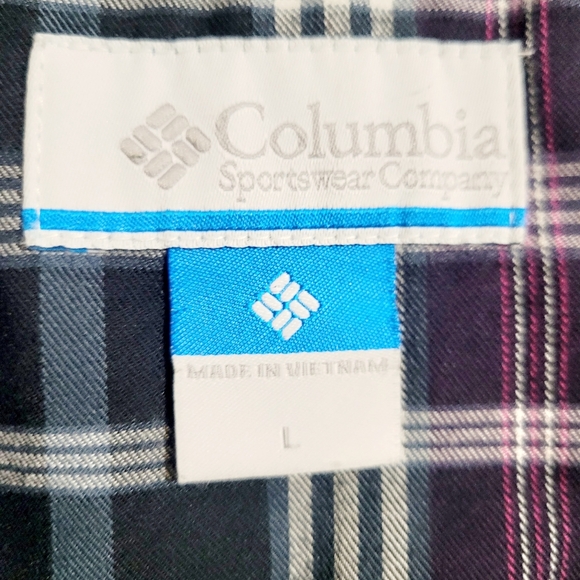 Columbia
Sportswear Company
MADE IN VIETNAM
L